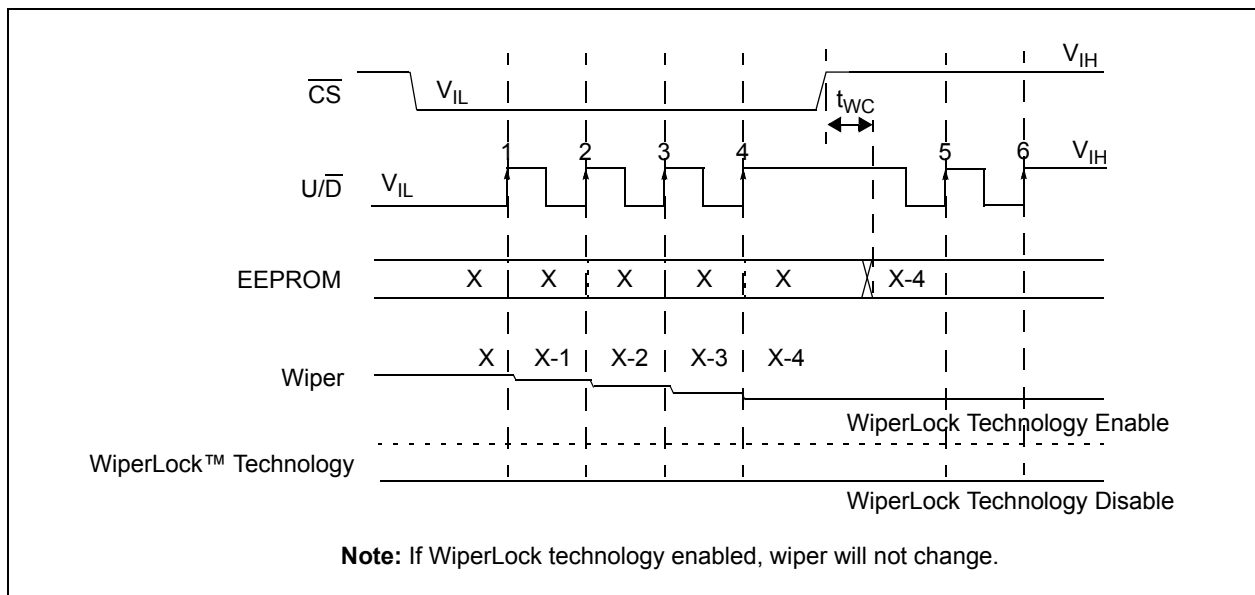 V_IH
C̅S̅
V_IL
t_WC
1 2 3 4 5 6
V_IH
U/D̅
V_IL
EEPROM X X X X X X-4
X X-1 X-2 X-3 X-4
Wiper
WiperLock Technology Enable
WiperLock™ Technology
WiperLock Technology Disable
Note: If WiperLock technology enabled, wiper will not change.